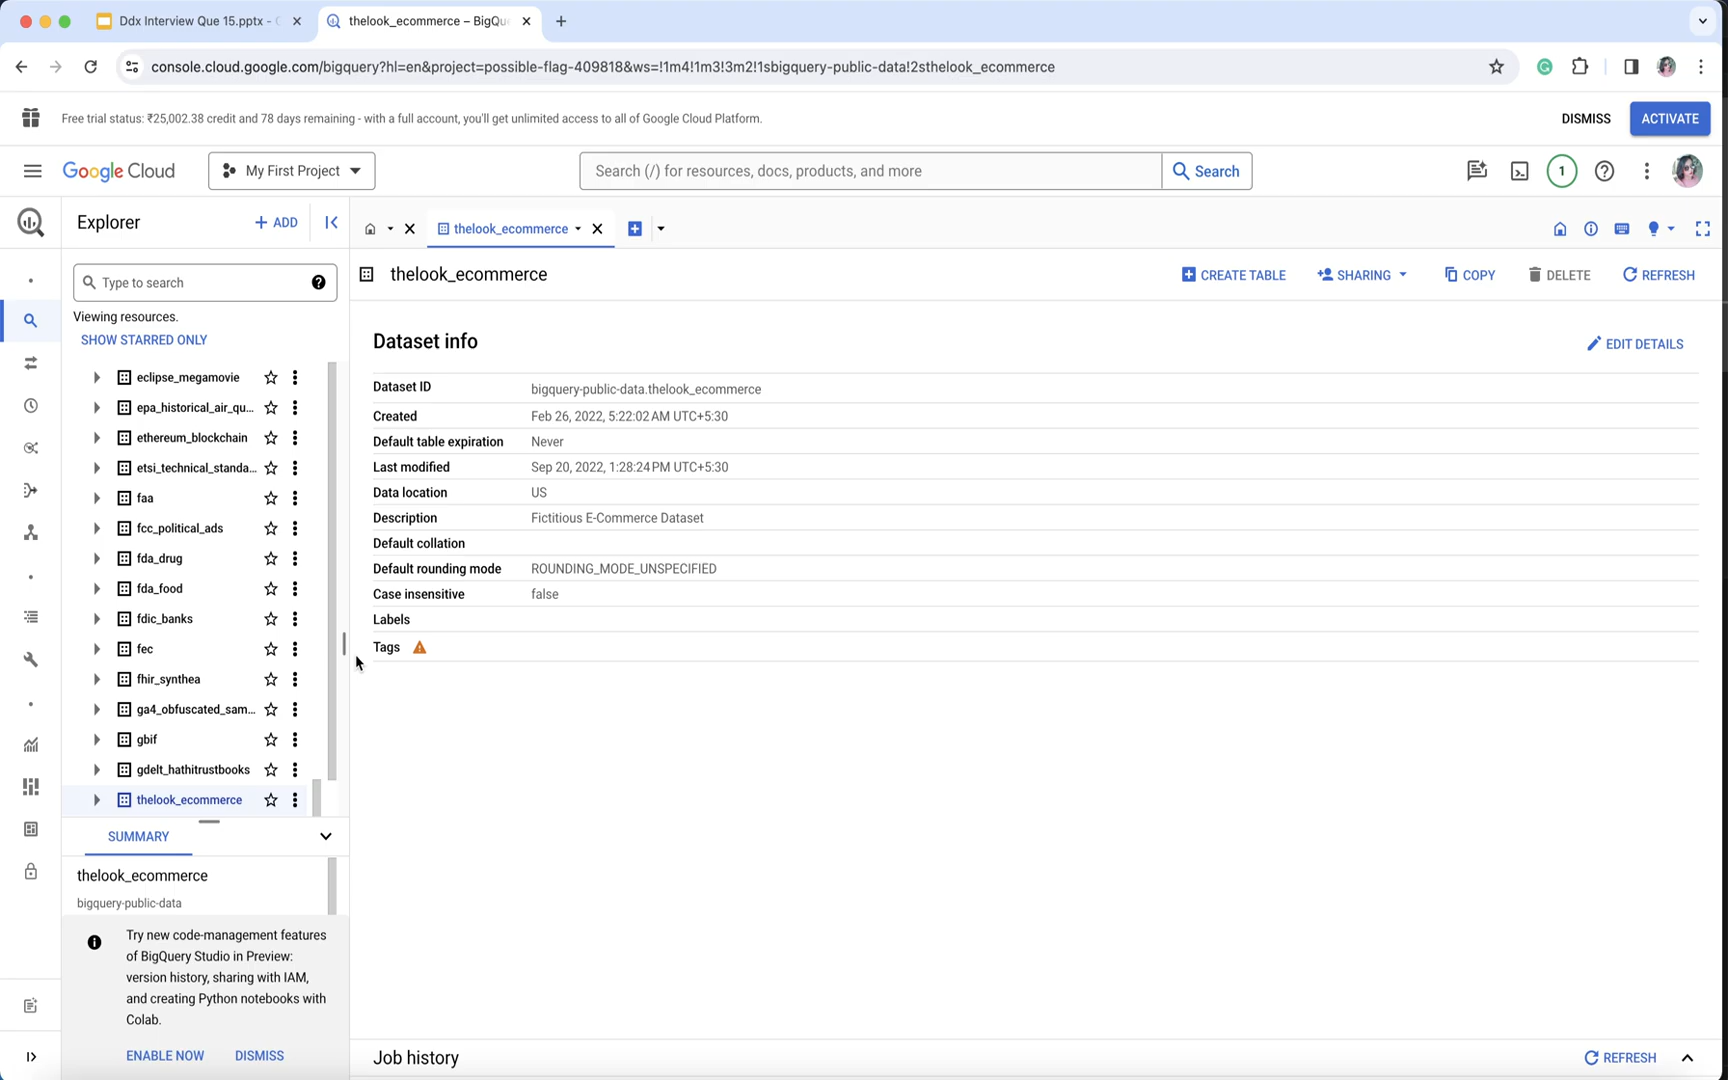 Ddx Interview Que 15.pptx -
thelook_ecommerce – BigQu
console.cloud.google.com/bigquery?hl=en&project=possible-flag-409818&ws=!1m4!1m3!3m2!1sbigquery-public-data!2sthelook_ecommerce
Free trial status: ₹25,002.38 credit and 78 days remaining - with a full account, you'll get unlimited access to all of Google Cloud Platform.
DISMISS
ACTIVATE
Google Cloud
My First Project
Search (/) for resources, docs, products, and more
Search
1
Explorer
+ ADD
thelook_ecommerce
Type to search
thelook_ecommerce
CREATE TABLE
SHARING
COPY
DELETE
REFRESH
Viewing resources.
SHOW STARRED ONLY
eclipse_megamovie
epa_historical_air_qu...
ethereum_blockchain
etsi_technical_standa...
faa
fcc_political_ads
fda_drug
fda_food
fdic_banks
fec
fhir_synthea
ga4_obfuscated_sam...
gbif
gdelt_hathitrustbooks
thelook_ecommerce
Dataset info
EDIT DETAILS
Dataset ID bigquery-public-data.thelook_ecommerce
Created Feb 26, 2022, 5:22:02 AM UTC+5:30
Default table expiration Never
Last modified Sep 20, 2022, 1:28:24 PM UTC+5:30
Data location US
Description Fictitious E-Commerce Dataset
Default collation
Default rounding mode ROUNDING_MODE_UNSPECIFIED
Case insensitive false
Labels
Tags
SUMMARY
thelook_ecommerce
bigquery-public-data
Try new code-management features
of BigQuery Studio in Preview:
version history, sharing with IAM,
and creating Python notebooks with
Colab.
ENABLE NOW
DISMISS
Job history
REFRESH